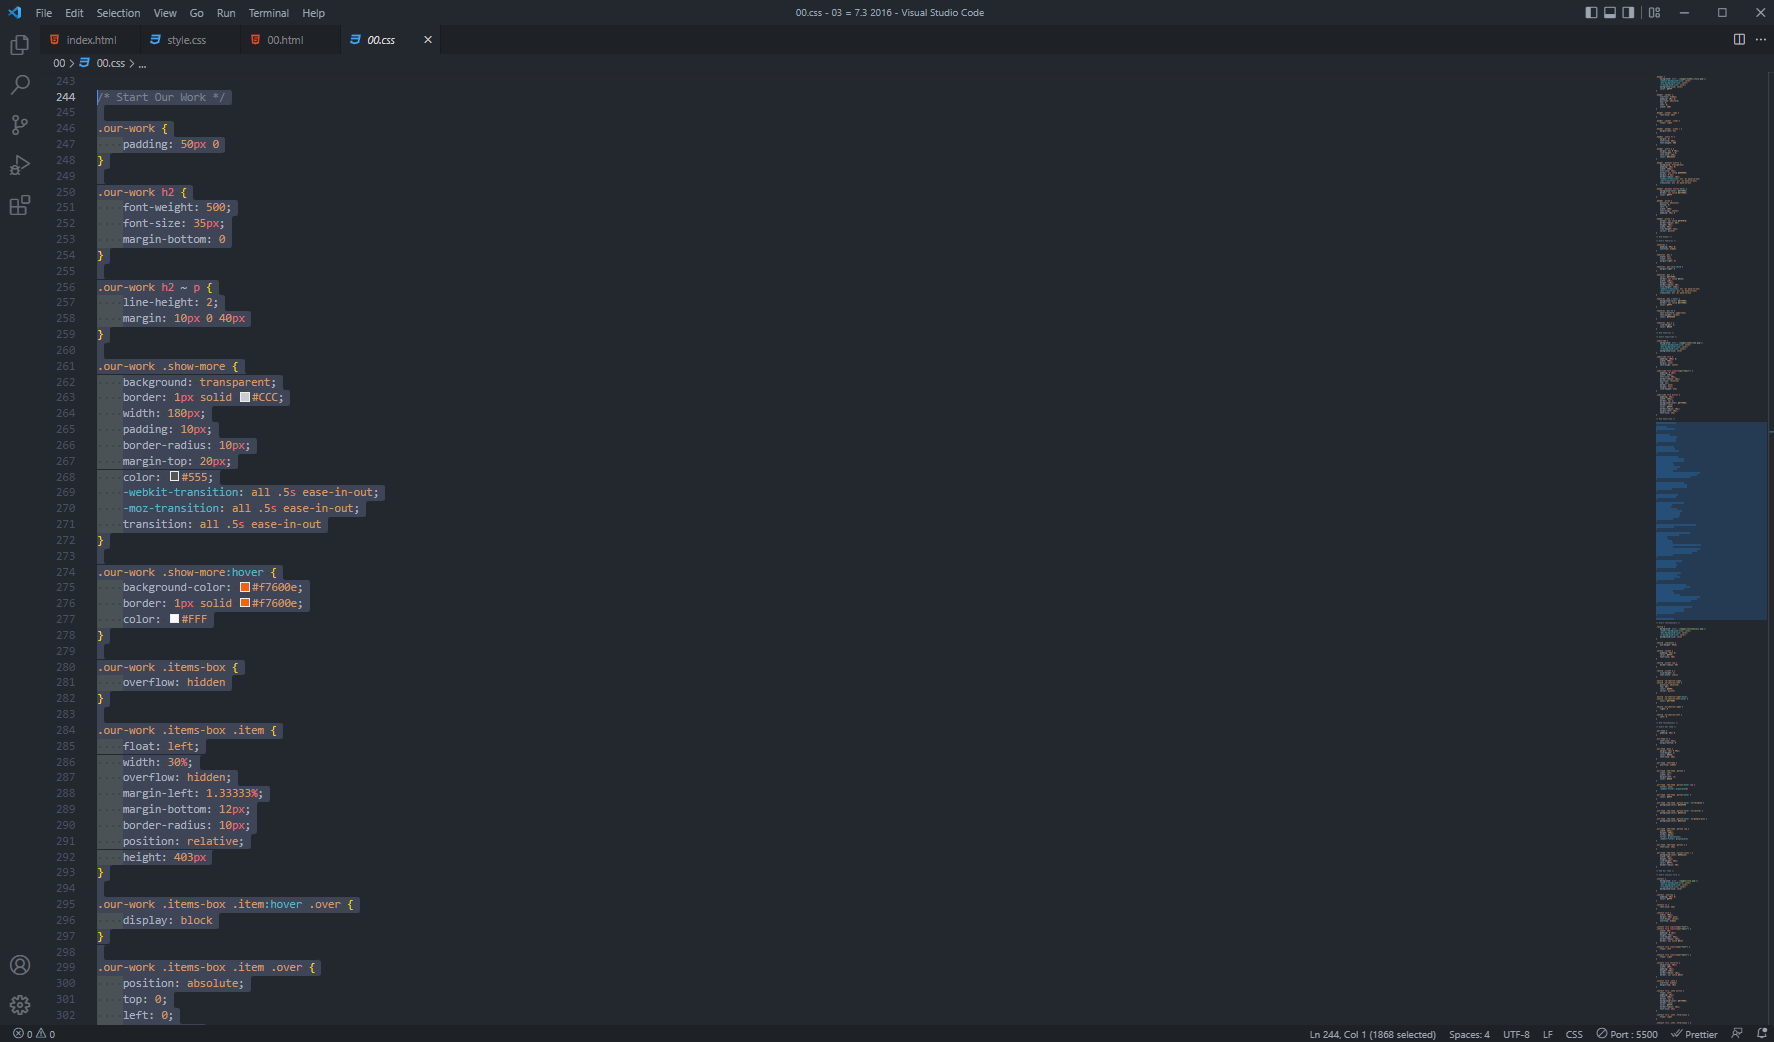 File Edit Selection View Go Run Terminal Help
00.css - 03 = 7.3 2016 - Visual Studio Code
index.html style.css 00.html 00.css
00 > 00.css > ...
243
244 /* Start Our Work */
245
246 .our-work {
247 padding: 50px 0
248 }
249
250 .our-work h2 {
251 font-weight: 500;
252 font-size: 35px;
253 margin-bottom: 0
254 }
255
256 .our-work h2 ~ p {
257 line-height: 2;
258 margin: 10px 0 40px
259 }
260
261 .our-work .show-more {
262 background: transparent;
263 border: 1px solid #CCC;
264 width: 180px;
265 padding: 10px;
266 border-radius: 10px;
267 margin-top: 20px;
268 color: #555;
269 -webkit-transition: all .5s ease-in-out;
270 -moz-transition: all .5s ease-in-out;
271 transition: all .5s ease-in-out
272 }
273
274 .our-work .show-more:hover {
275 background-color: #f7600e;
276 border: 1px solid #f7600e;
277 color: #FFF
278 }
279
280 .our-work .items-box {
281 overflow: hidden
282 }
283
284 .our-work .items-box .item {
285 float: left;
286 width: 30%;
287 overflow: hidden;
288 margin-left: 1.33333%;
289 margin-bottom: 12px;
290 border-radius: 10px;
291 position: relative;
292 height: 403px
293 }
294
295 .our-work .items-box .item:hover .over {
296 display: block
297 }
298
299 .our-work .items-box .item .over {
300 position: absolute;
301 top: 0;
302 left: 0;
0 0 Ln 244, Col 1 (1868 selected) Spaces: 4 UTF-8 LF CSS Port : 5500 Prettier